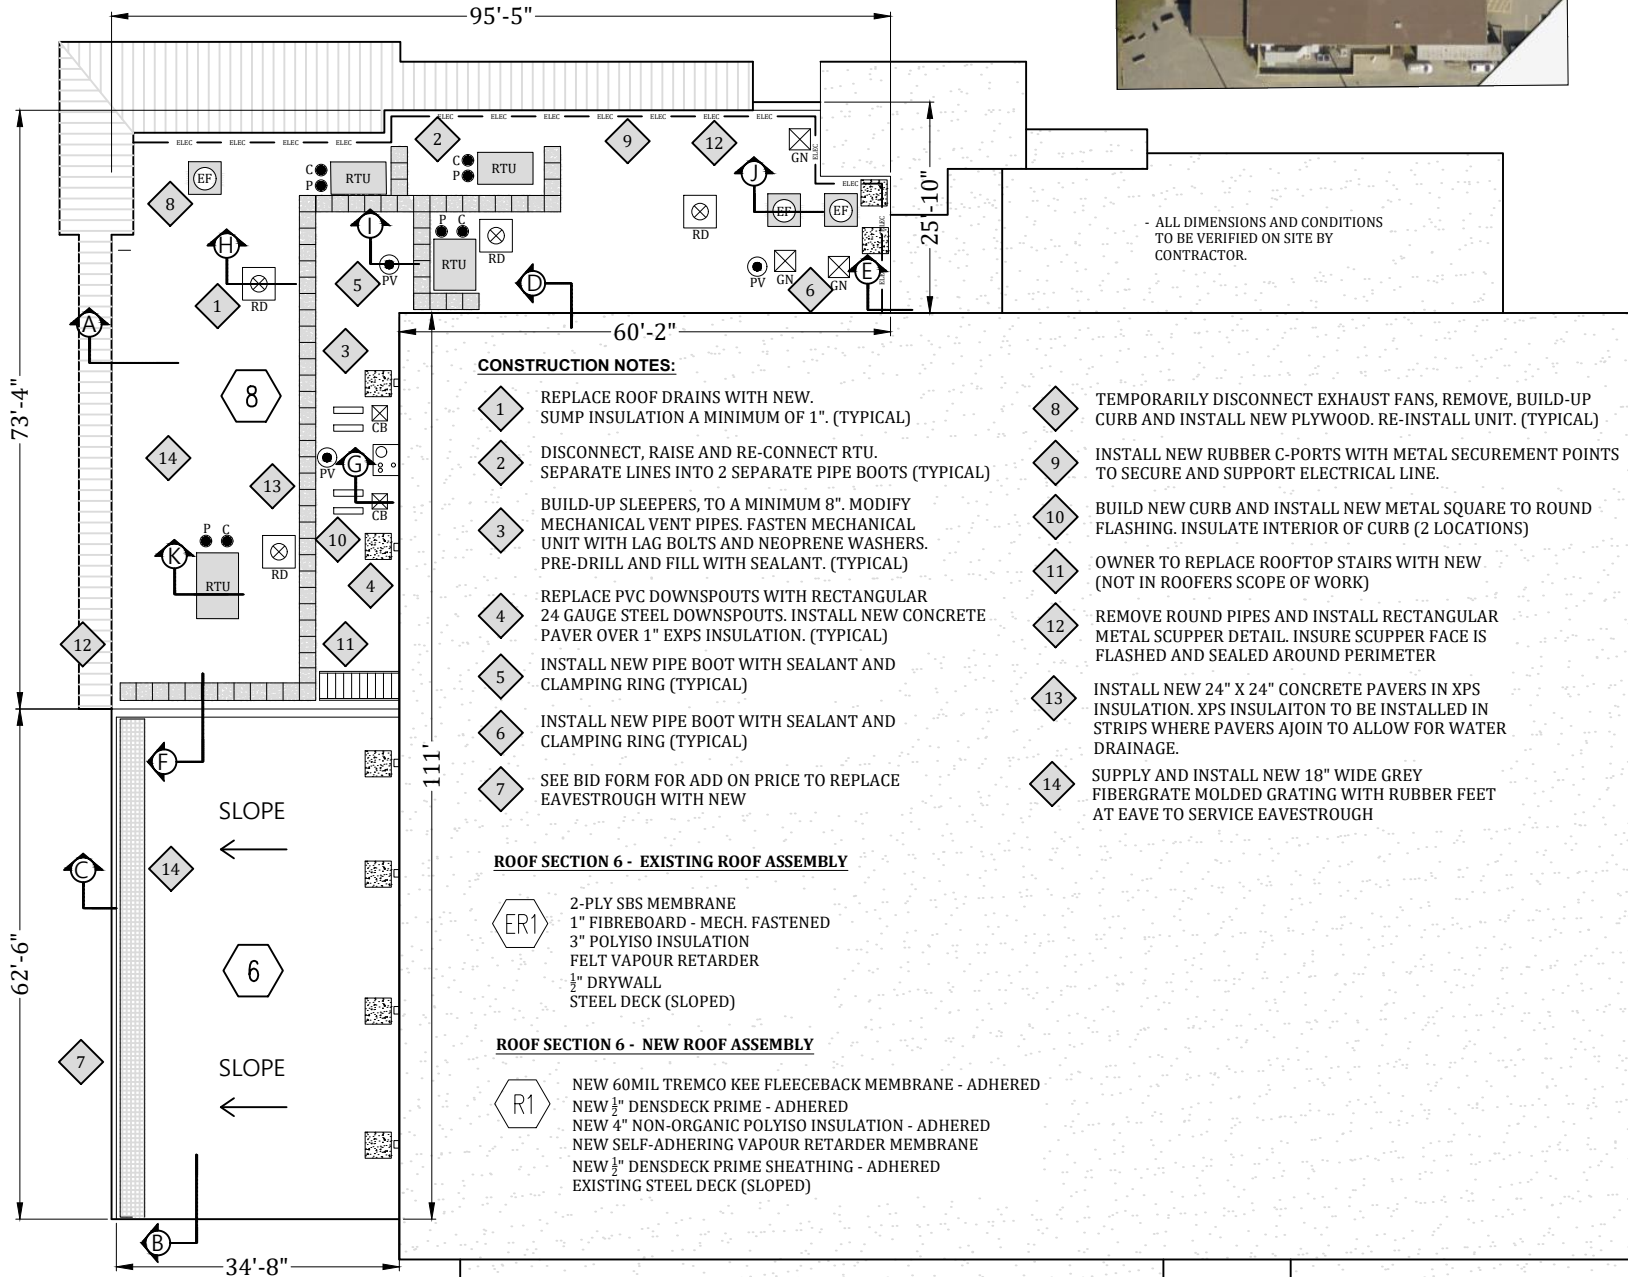 95'-5"
ELEC ELEC ELEC ELEC ELEC ELEC
2 9 12
ELEC ELEC ELEC ELEC
GN
ELEC
EF
C
P
RTU
C
P
RTU
8
J
ELEC
EF EF
ELEC
25'-10"
RD
P C
RTU
RD
H
I
5
PV
RD
1
D
PV
GN
GN
6
E
ELEC
- ALL DIMENSIONS AND CONDITIONS
TO BE VERIFIED ON SITE BY
CONTRACTOR.
A
60'-2"
73'-4"
3
8
CB
14
13
PV
G
CB
10
P C
K
RTU
RD
4
12
11
CONSTRUCTION NOTES:
1
REPLACE ROOF DRAINS WITH NEW.
SUMP INSULATION A MINIMUM OF 1". (TYPICAL)
2
DISCONNECT, RAISE AND RE-CONNECT RTU.
SEPARATE LINES INTO 2 SEPARATE PIPE BOOTS (TYPICAL)
3
BUILD-UP SLEEPERS, TO A MINIMUM 8". MODIFY
MECHANICAL VENT PIPES. FASTEN MECHANICAL
UNIT WITH LAG BOLTS AND NEOPRENE WASHERS.
PRE-DRILL AND FILL WITH SEALANT. (TYPICAL)
4
REPLACE PVC DOWNSPOUTS WITH RECTANGULAR
24 GAUGE STEEL DOWNSPOUTS. INSTALL NEW CONCRETE
PAVER OVER 1" EXPS INSULATION. (TYPICAL)
5
INSTALL NEW PIPE BOOT WITH SEALANT AND
CLAMPING RING (TYPICAL)
6
INSTALL NEW PIPE BOOT WITH SEALANT AND
CLAMPING RING (TYPICAL)
7
SEE BID FORM FOR ADD ON PRICE TO REPLACE
EAVESTROUGH WITH NEW
8
TEMPORARILY DISCONNECT EXHAUST FANS, REMOVE, BUILD-UP
CURB AND INSTALL NEW PLYWOOD. RE-INSTALL UNIT. (TYPICAL)
9
INSTALL NEW RUBBER C-PORTS WITH METAL SECUREMENT POINTS
TO SECURE AND SUPPORT ELECTRICAL LINE.
10
BUILD NEW CURB AND INSTALL NEW METAL SQUARE TO ROUND
FLASHING. INSULATE INTERIOR OF CURB (2 LOCATIONS)
11
OWNER TO REPLACE ROOFTOP STAIRS WITH NEW
(NOT IN ROOFERS SCOPE OF WORK)
12
REMOVE ROUND PIPES AND INSTALL RECTANGULAR
METAL SCUPPER DETAIL. INSURE SCUPPER FACE IS
FLASHED AND SEALED AROUND PERIMETER
13
INSTALL NEW 24" X 24" CONCRETE PAVERS IN XPS
INSULATION. XPS INSULAITON TO BE INSTALLED IN
STRIPS WHERE PAVERS AJOIN TO ALLOW FOR WATER
DRAINAGE.
14
SUPPLY AND INSTALL NEW 18" WIDE GREY
FIBERGRATE MOLDED GRATING WITH RUBBER FEET
AT EAVE TO SERVICE EAVESTROUGH
F
111'
SLOPE
C
14
62'-6"
6
7
SLOPE
B
34'-8"
ROOF SECTION 6 - EXISTING ROOF ASSEMBLY
ER1
2-PLY SBS MEMBRANE
1" FIBREBOARD - MECH. FASTENED
3" POLYISO INSULATION
FELT VAPOUR RETARDER
½" DRYWALL
STEEL DECK (SLOPED)
ROOF SECTION 6 - NEW ROOF ASSEMBLY
R1
NEW 60MIL TREMCO KEE FLEECEBACK MEMBRANE - ADHERED
NEW ½" DENSDECK PRIME - ADHERED
NEW 4" NON-ORGANIC POLYISO INSULATION - ADHERED
NEW SELF-ADHERING VAPOUR RETARDER MEMBRANE
NEW ½" DENSDECK PRIME SHEATHING - ADHERED
EXISTING STEEL DECK (SLOPED)